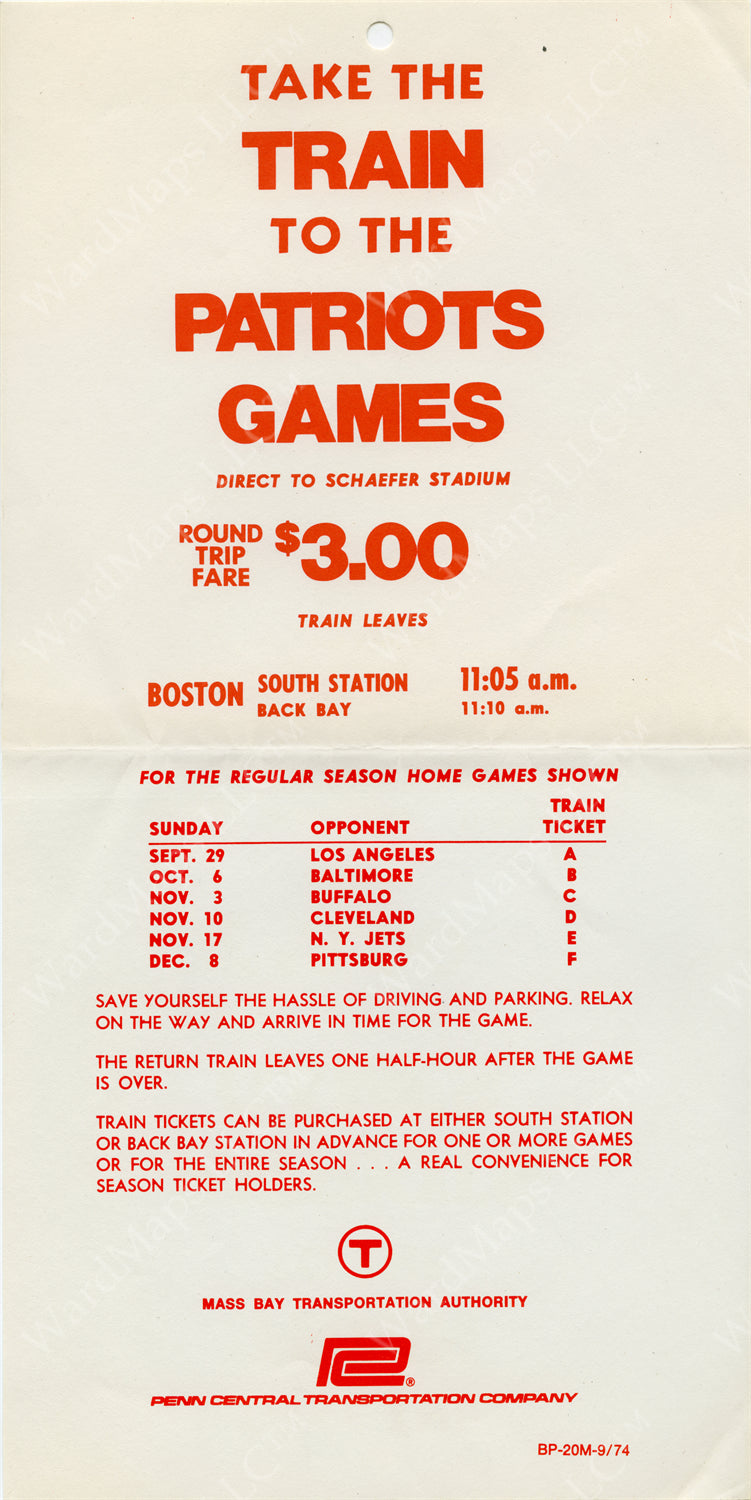 TAKE THE
TRAIN
TO THE
PATRIOTS
GAMES
DIRECT TO SCHAEFER STADIUM
ROUND TRIP FARE $3.00
TRAIN LEAVES
BOSTON SOUTH STATION 11:05 a.m.
BACK BAY 11:10 a.m.
FOR THE REGULAR SEASON HOME GAMES SHOWN
SUNDAY OPPONENT TRAIN TICKET
SEPT. 29 LOS ANGELES A
OCT. 6 BALTIMORE B
NOV. 3 BUFFALO C
NOV. 10 CLEVELAND D
NOV. 17 N. Y. JETS E
DEC. 8 PITTSBURG F
SAVE YOURSELF THE HASSLE OF DRIVING AND PARKING. RELAX
ON THE WAY AND ARRIVE IN TIME FOR THE GAME.
THE RETURN TRAIN LEAVES ONE HALF-HOUR AFTER THE GAME
IS OVER.
TRAIN TICKETS CAN BE PURCHASED AT EITHER SOUTH STATION
OR BACK BAY STATION IN ADVANCE FOR ONE OR MORE GAMES
OR FOR THE ENTIRE SEASON . . . A REAL CONVENIENCE FOR
SEASON TICKET HOLDERS.
T
MASS BAY TRANSPORTATION AUTHORITY
PC®
PENN CENTRAL TRANSPORTATION COMPANY
BP-20M-9/74
WardMaps LLC™